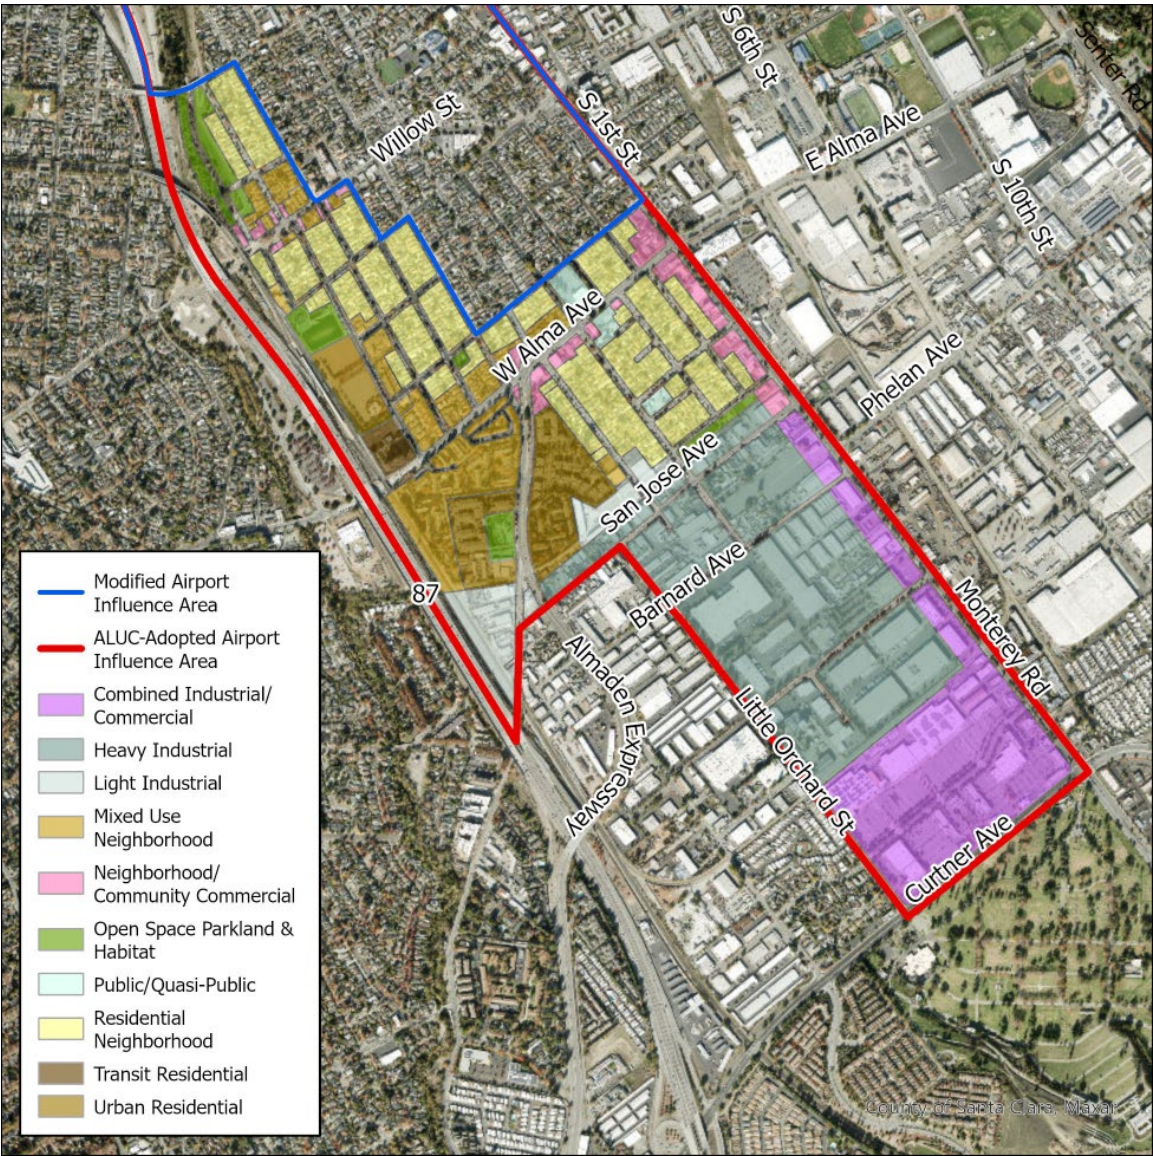 S 6th St
Senter Rd
Willow St
S 1st St
E Alma Ave
S 10th St
W Alma Ave
Phelan Ave
San Jose Ave
Barnard Ave
87
Monterey Rd
Almaden Expressway
Little Orchard St
Curtner Ave
Modified Airport
Influence Area
ALUC-Adopted Airport
Influence Area
Combined Industrial/
Commercial
Heavy Industrial
Light Industrial
Mixed Use
Neighborhood
Neighborhood/
Community Commercial
Open Space Parkland &
Habitat
Public/Quasi-Public
Residential
Neighborhood
Transit Residential
Urban Residential
County of Santa Clara, Maxar